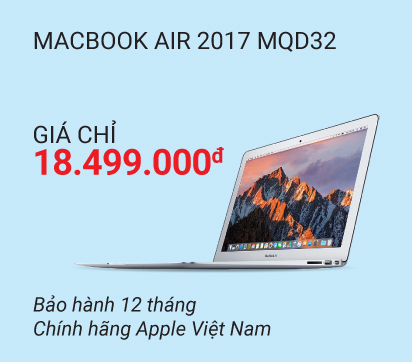 MACBOOK AIR 2017 MQD32
GIÁ CHỈ
18.499.000đ
Bảo hành 12 tháng
Chính hãng Apple Việt Nam